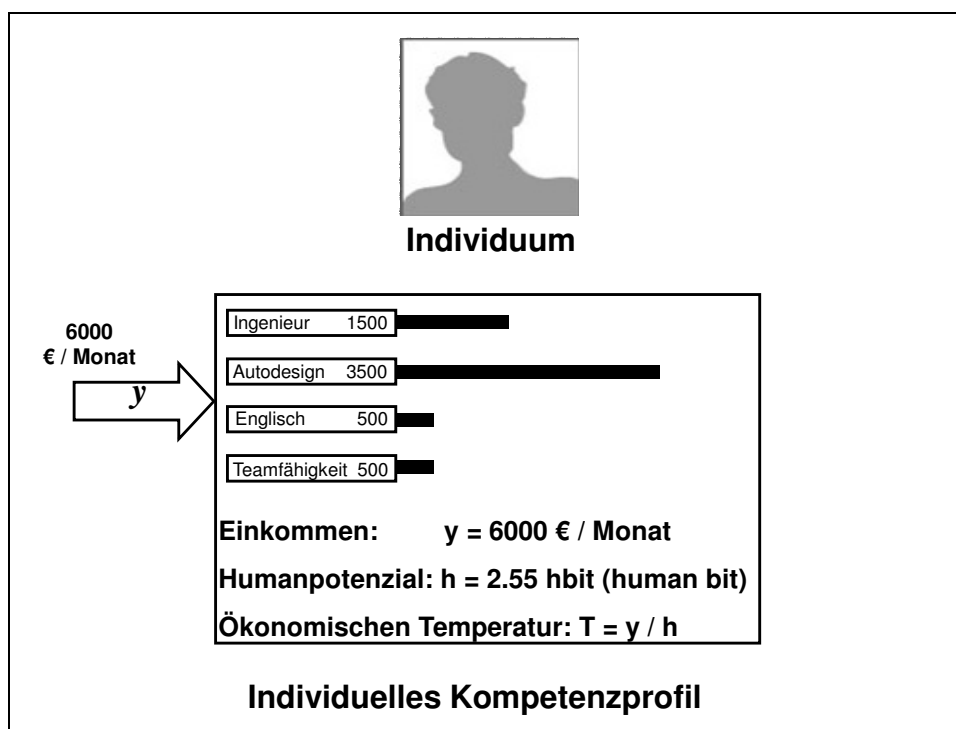 Individuum
6000
€ / Monat
y
Ingenieur 1500
Autodesign 3500
Englisch 500
Teamfähigkeit 500
Einkommen: y = 6000 € / Monat
Humanpotenzial: h = 2.55 hbit (human bit)
Ökonomischen Temperatur: T = y / h
Individuelles Kompetenzprofil